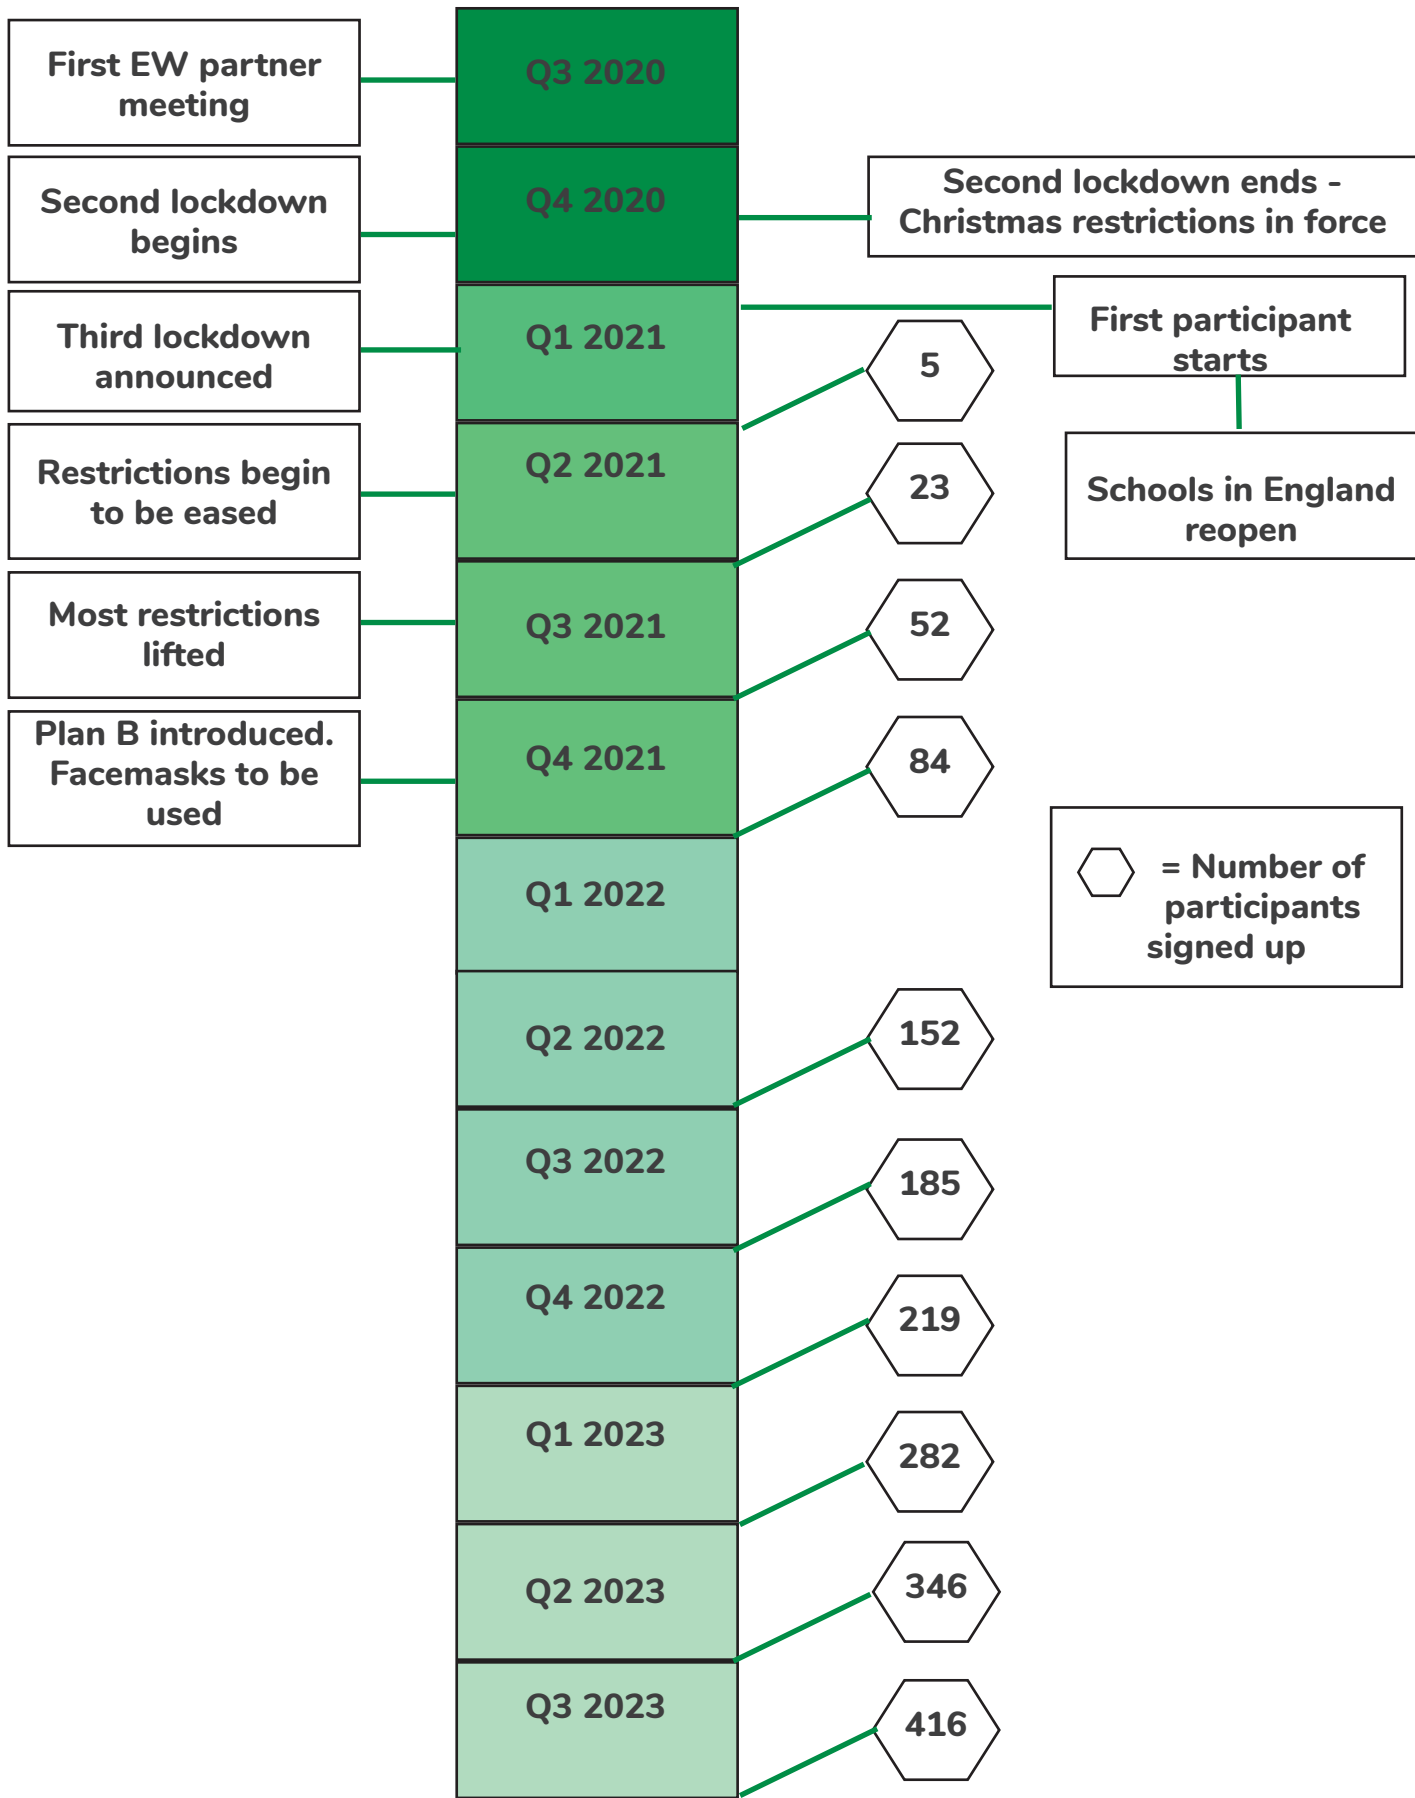 First EW partner
meeting
Q3 2020
Second lockdown
begins
Q4 2020
Second lockdown ends -
Christmas restrictions in force
Third lockdown
announced
Q1 2021
First participant
starts
5
Schools in England
reopen
Restrictions begin
to be eased
Q2 2021
23
Most restrictions
lifted
Q3 2021
52
Plan B introduced.
Facemasks to be
used
Q4 2021
84
= Number of
participants
signed up
Q1 2022
Q2 2022
152
Q3 2022
185
Q4 2022
219
Q1 2023
282
Q2 2023
346
Q3 2023
416